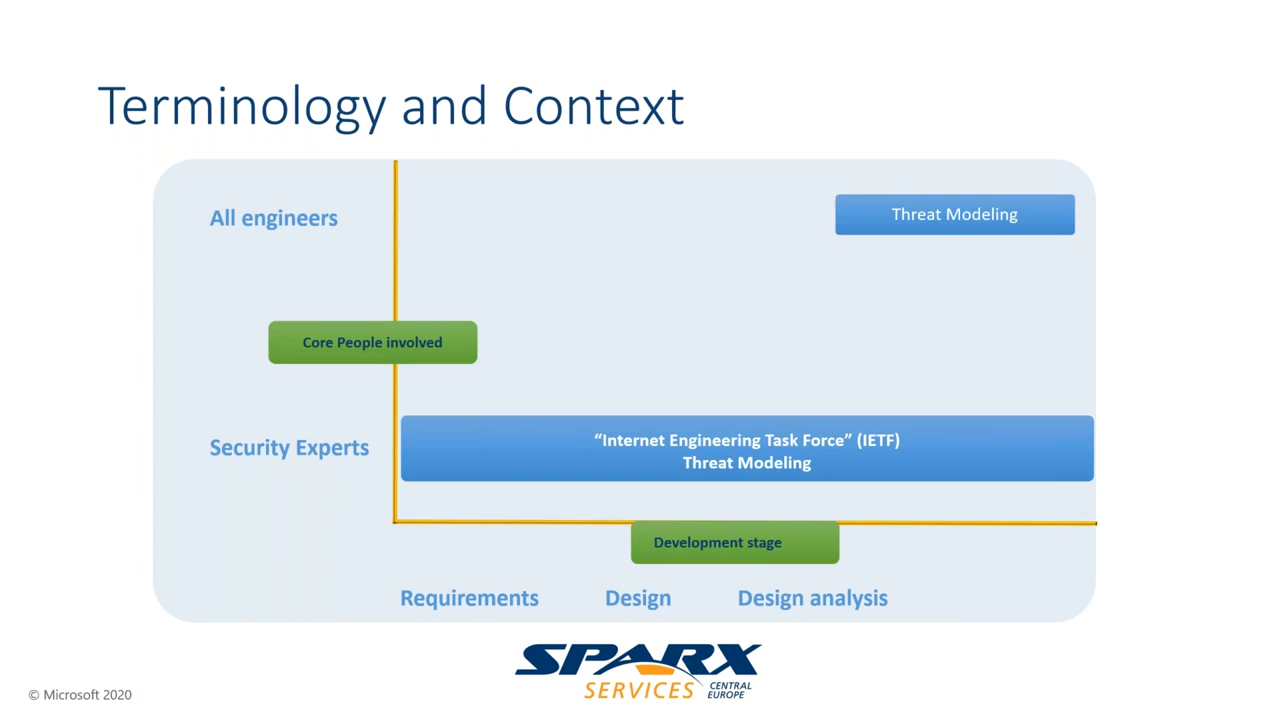 Terminology and Context
All engineers
Threat Modeling
Core People involved
Security Experts
“Internet Engineering Task Force” (IETF)
Threat Modeling
Development stage
Requirements
Design
Design analysis
SPARX
SERVICES
CENTRAL
EUROPE
© Microsoft 2020